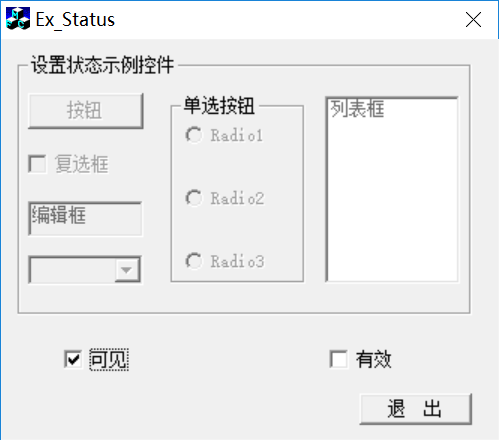 Ex_Status
设置状态示例控件
按钮
复选框
编辑框
单选按钮
Radio1
Radio2
Radio3
列表框
可见
有效
退 出